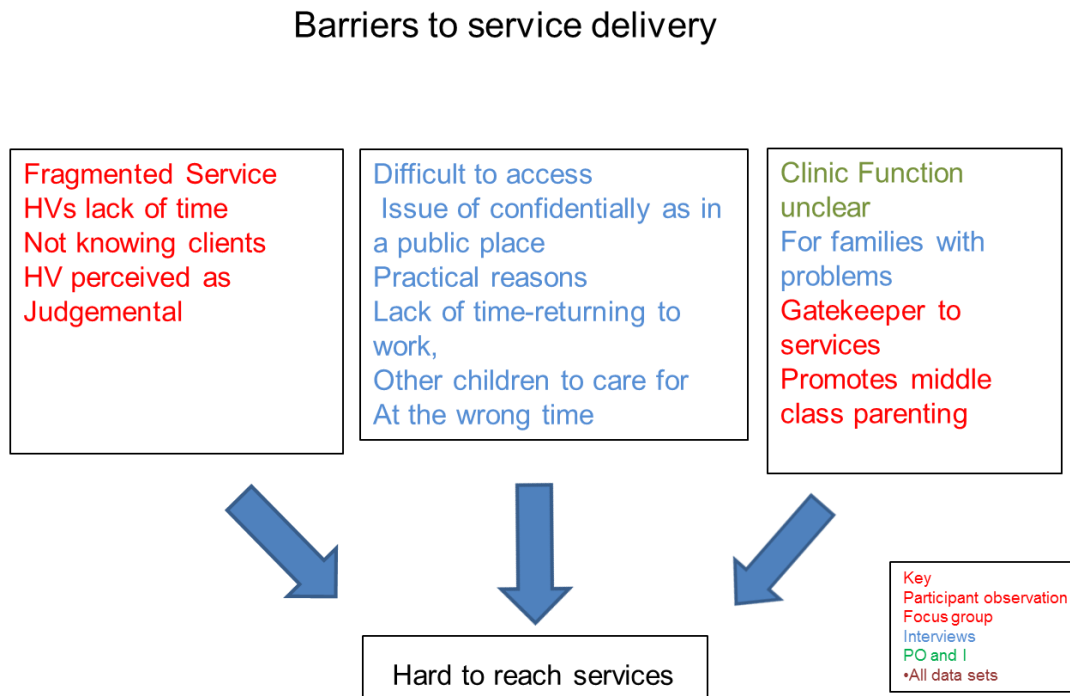 Barriers to service delivery
Fragmented Service
HVs lack of time
Not knowing clients
HV perceived as
Judgemental
Difficult to access
Issue of confidentially as in
a public place
Practical reasons
Lack of time-returning to
work,
Other children to care for
At the wrong time
Clinic Function
unclear
For families with
problems
Gatekeeper to
services
Promotes middle
class parenting
Hard to reach services
Key
Participant observation
Focus group
Interviews
PO and I
•All data sets